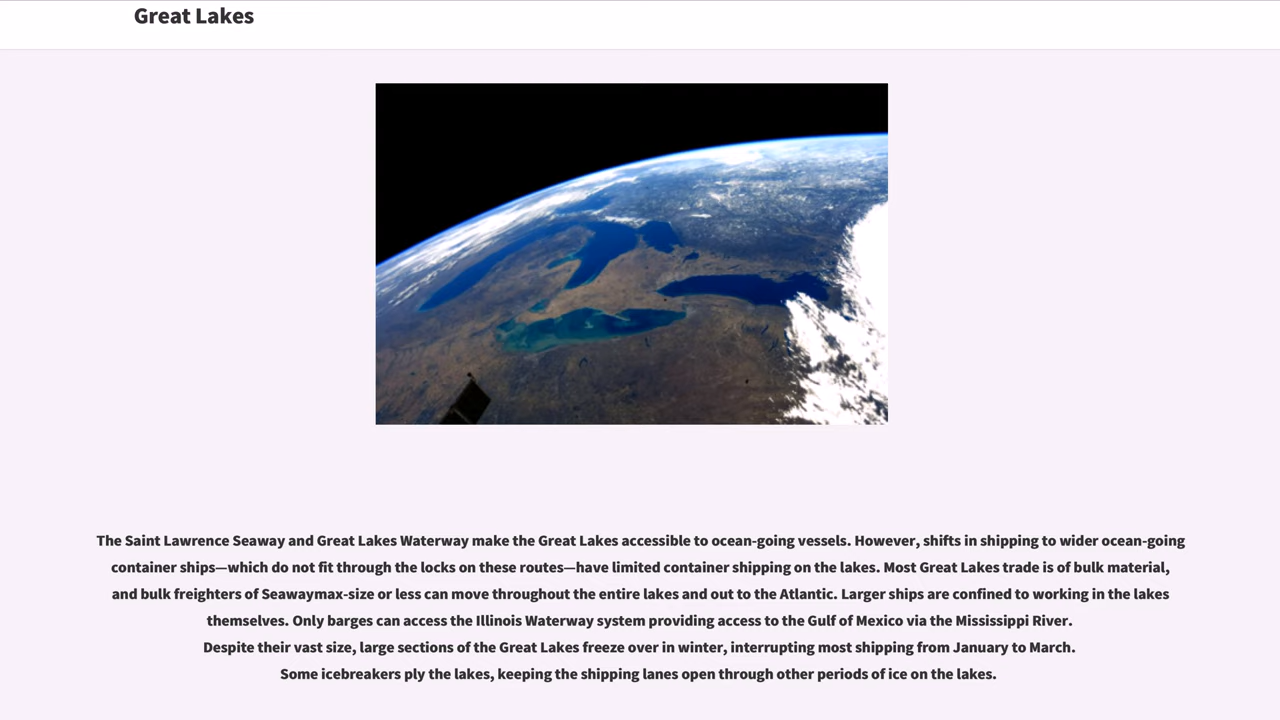 Great Lakes
The Saint Lawrence Seaway and Great Lakes Waterway make the Great Lakes accessible to ocean-going vessels. However, shifts in shipping to wider ocean-going
container ships—which do not fit through the locks on these routes—have limited container shipping on the lakes. Most Great Lakes trade is of bulk material,
and bulk freighters of Seawaymax-size or less can move throughout the entire lakes and out to the Atlantic. Larger ships are confined to working in the lakes
themselves. Only barges can access the Illinois Waterway system providing access to the Gulf of Mexico via the Mississippi River.
Despite their vast size, large sections of the Great Lakes freeze over in winter, interrupting most shipping from January to March.
Some icebreakers ply the lakes, keeping the shipping lanes open through other periods of ice on the lakes.